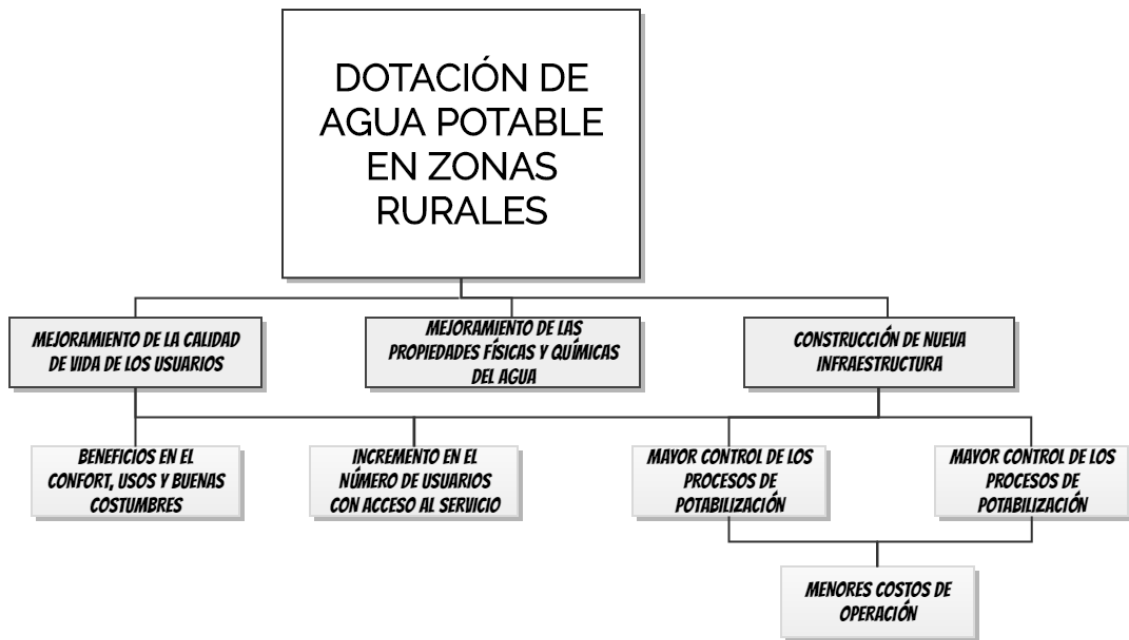 DOTACIÓN DE
AGUA POTABLE
EN ZONAS
RURALES
MEJORAMIENTO DE LA CALIDAD
DE VIDA DE LOS USUARIOS
MEJORAMIENTO DE LAS
PROPIEDADES FÍSICAS Y QUÍMICAS
DEL AGUA
CONSTRUCCIÓN DE NUEVA
INFRAESTRUCTURA
BENEFICIOS EN EL
CONFORT, USOS Y BUENAS
COSTUMBRES
INCREMENTO EN EL
NÚMERO DE USUARIOS
CON ACCESO AL SERVICIO
MAYOR CONTROL DE LOS
PROCESOS DE
POTABILIZACIÓN
MAYOR CONTROL DE LOS
PROCESOS DE
POTABILIZACIÓN
MENORES COSTOS DE
OPERACIÓN